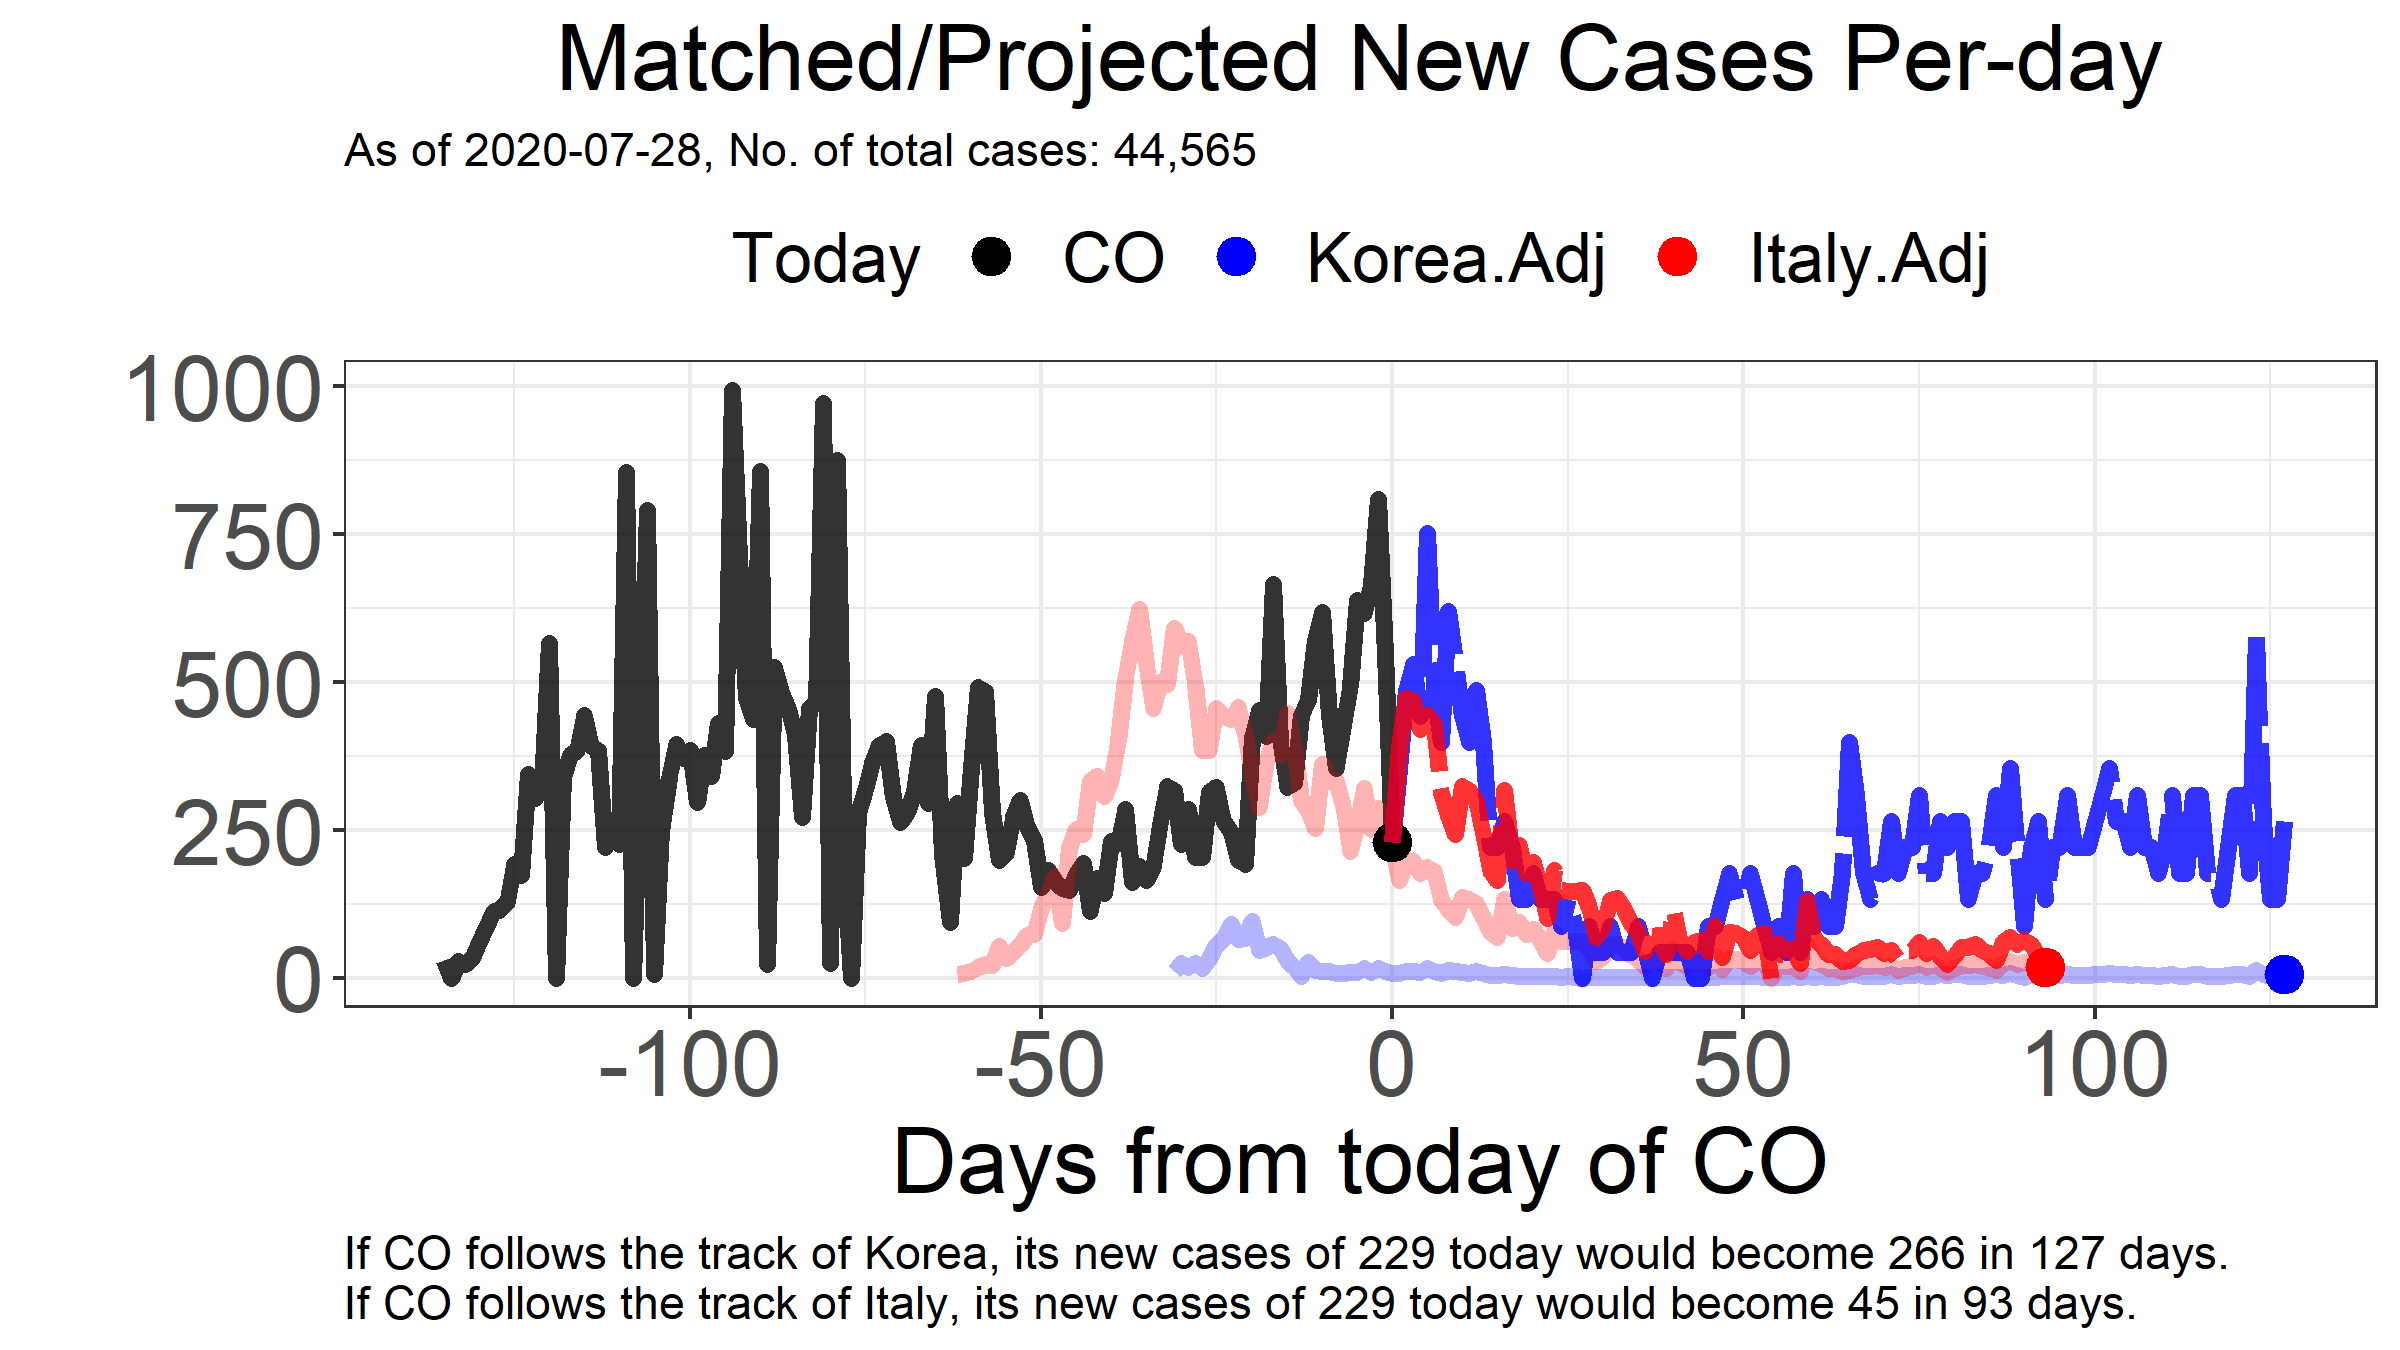 Matched/Projected New Cases Per-day
As of 2020-07-28, No. of total cases: 44,565
Today CO Korea.Adj Italy.Adj
1000
750
500
250
0
-100 -50 0 50 100
Days from today of CO
If CO follows the track of Korea, its new cases of 229 today would become 266 in 127 days.
If CO follows the track of Italy, its new cases of 229 today would become 45 in 93 days.